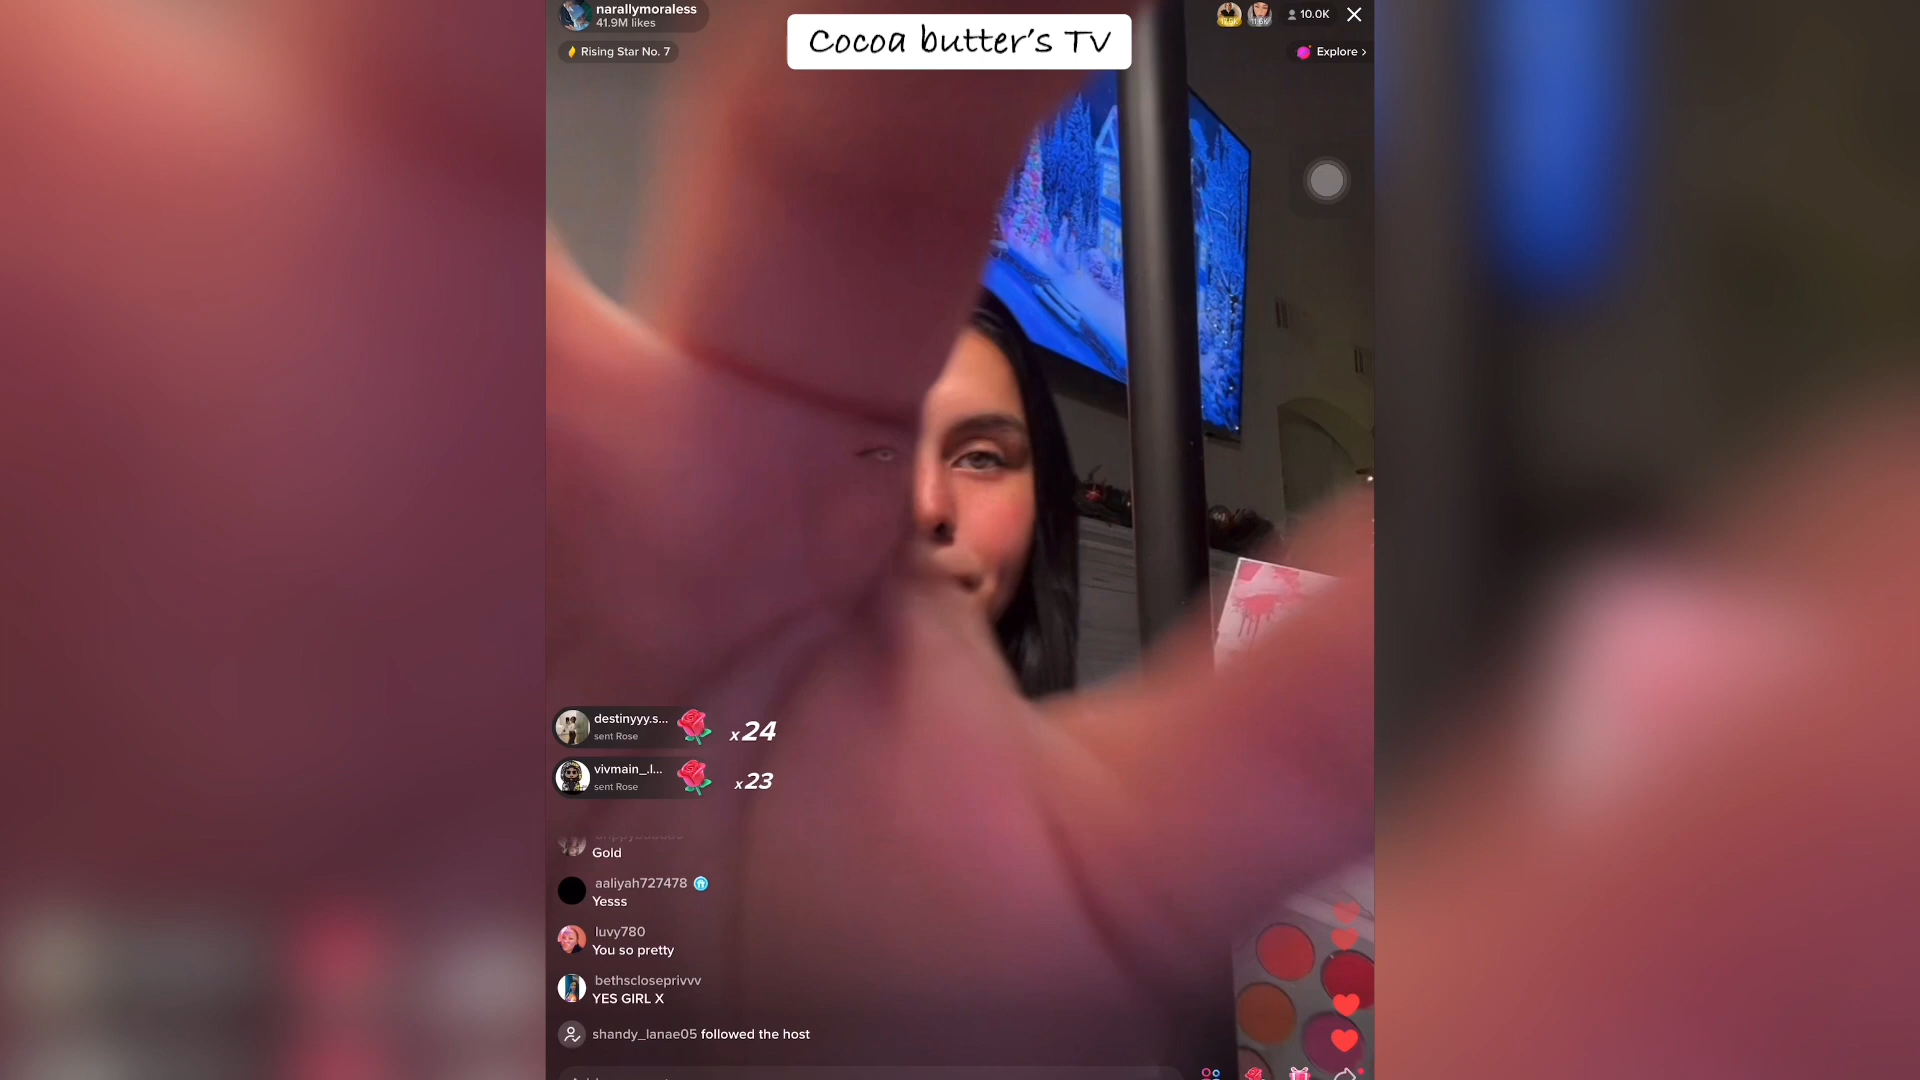 narallymoraless
41.9M likes
10.0K
Cocoa butter's TV
Rising Star No. 7
Explore >
destinyyy.s...
sent Rose
x24
vivmain_.l...
sent Rose
x23
Gold
aaliyah727478
Yesss
luvy780
You so pretty
bethscloseprivvv
YES GIRL X
shandy_lanae05 followed the host